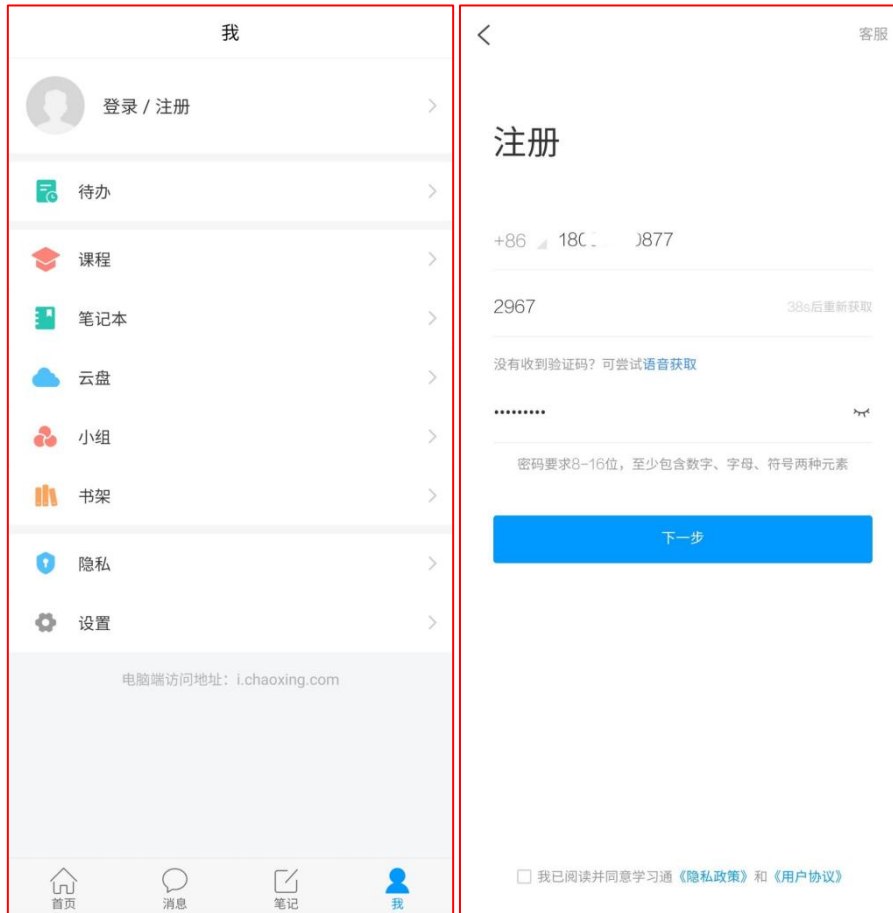 我
登录 / 注册
待办
课程
笔记本
云盘
小组
书架
隐私
设置
电脑端访问地址：i.chaoxing.com
首页 消息 笔记 我
客服
注册
+86 180 0877
2967 38s后重新获取
没有收到验证码？可尝试语音获取
•••••••••
密码要求8-16位，至少包含数字、字母、符号两种元素
下一步
我已阅读并同意学习通《隐私政策》和《用户协议》